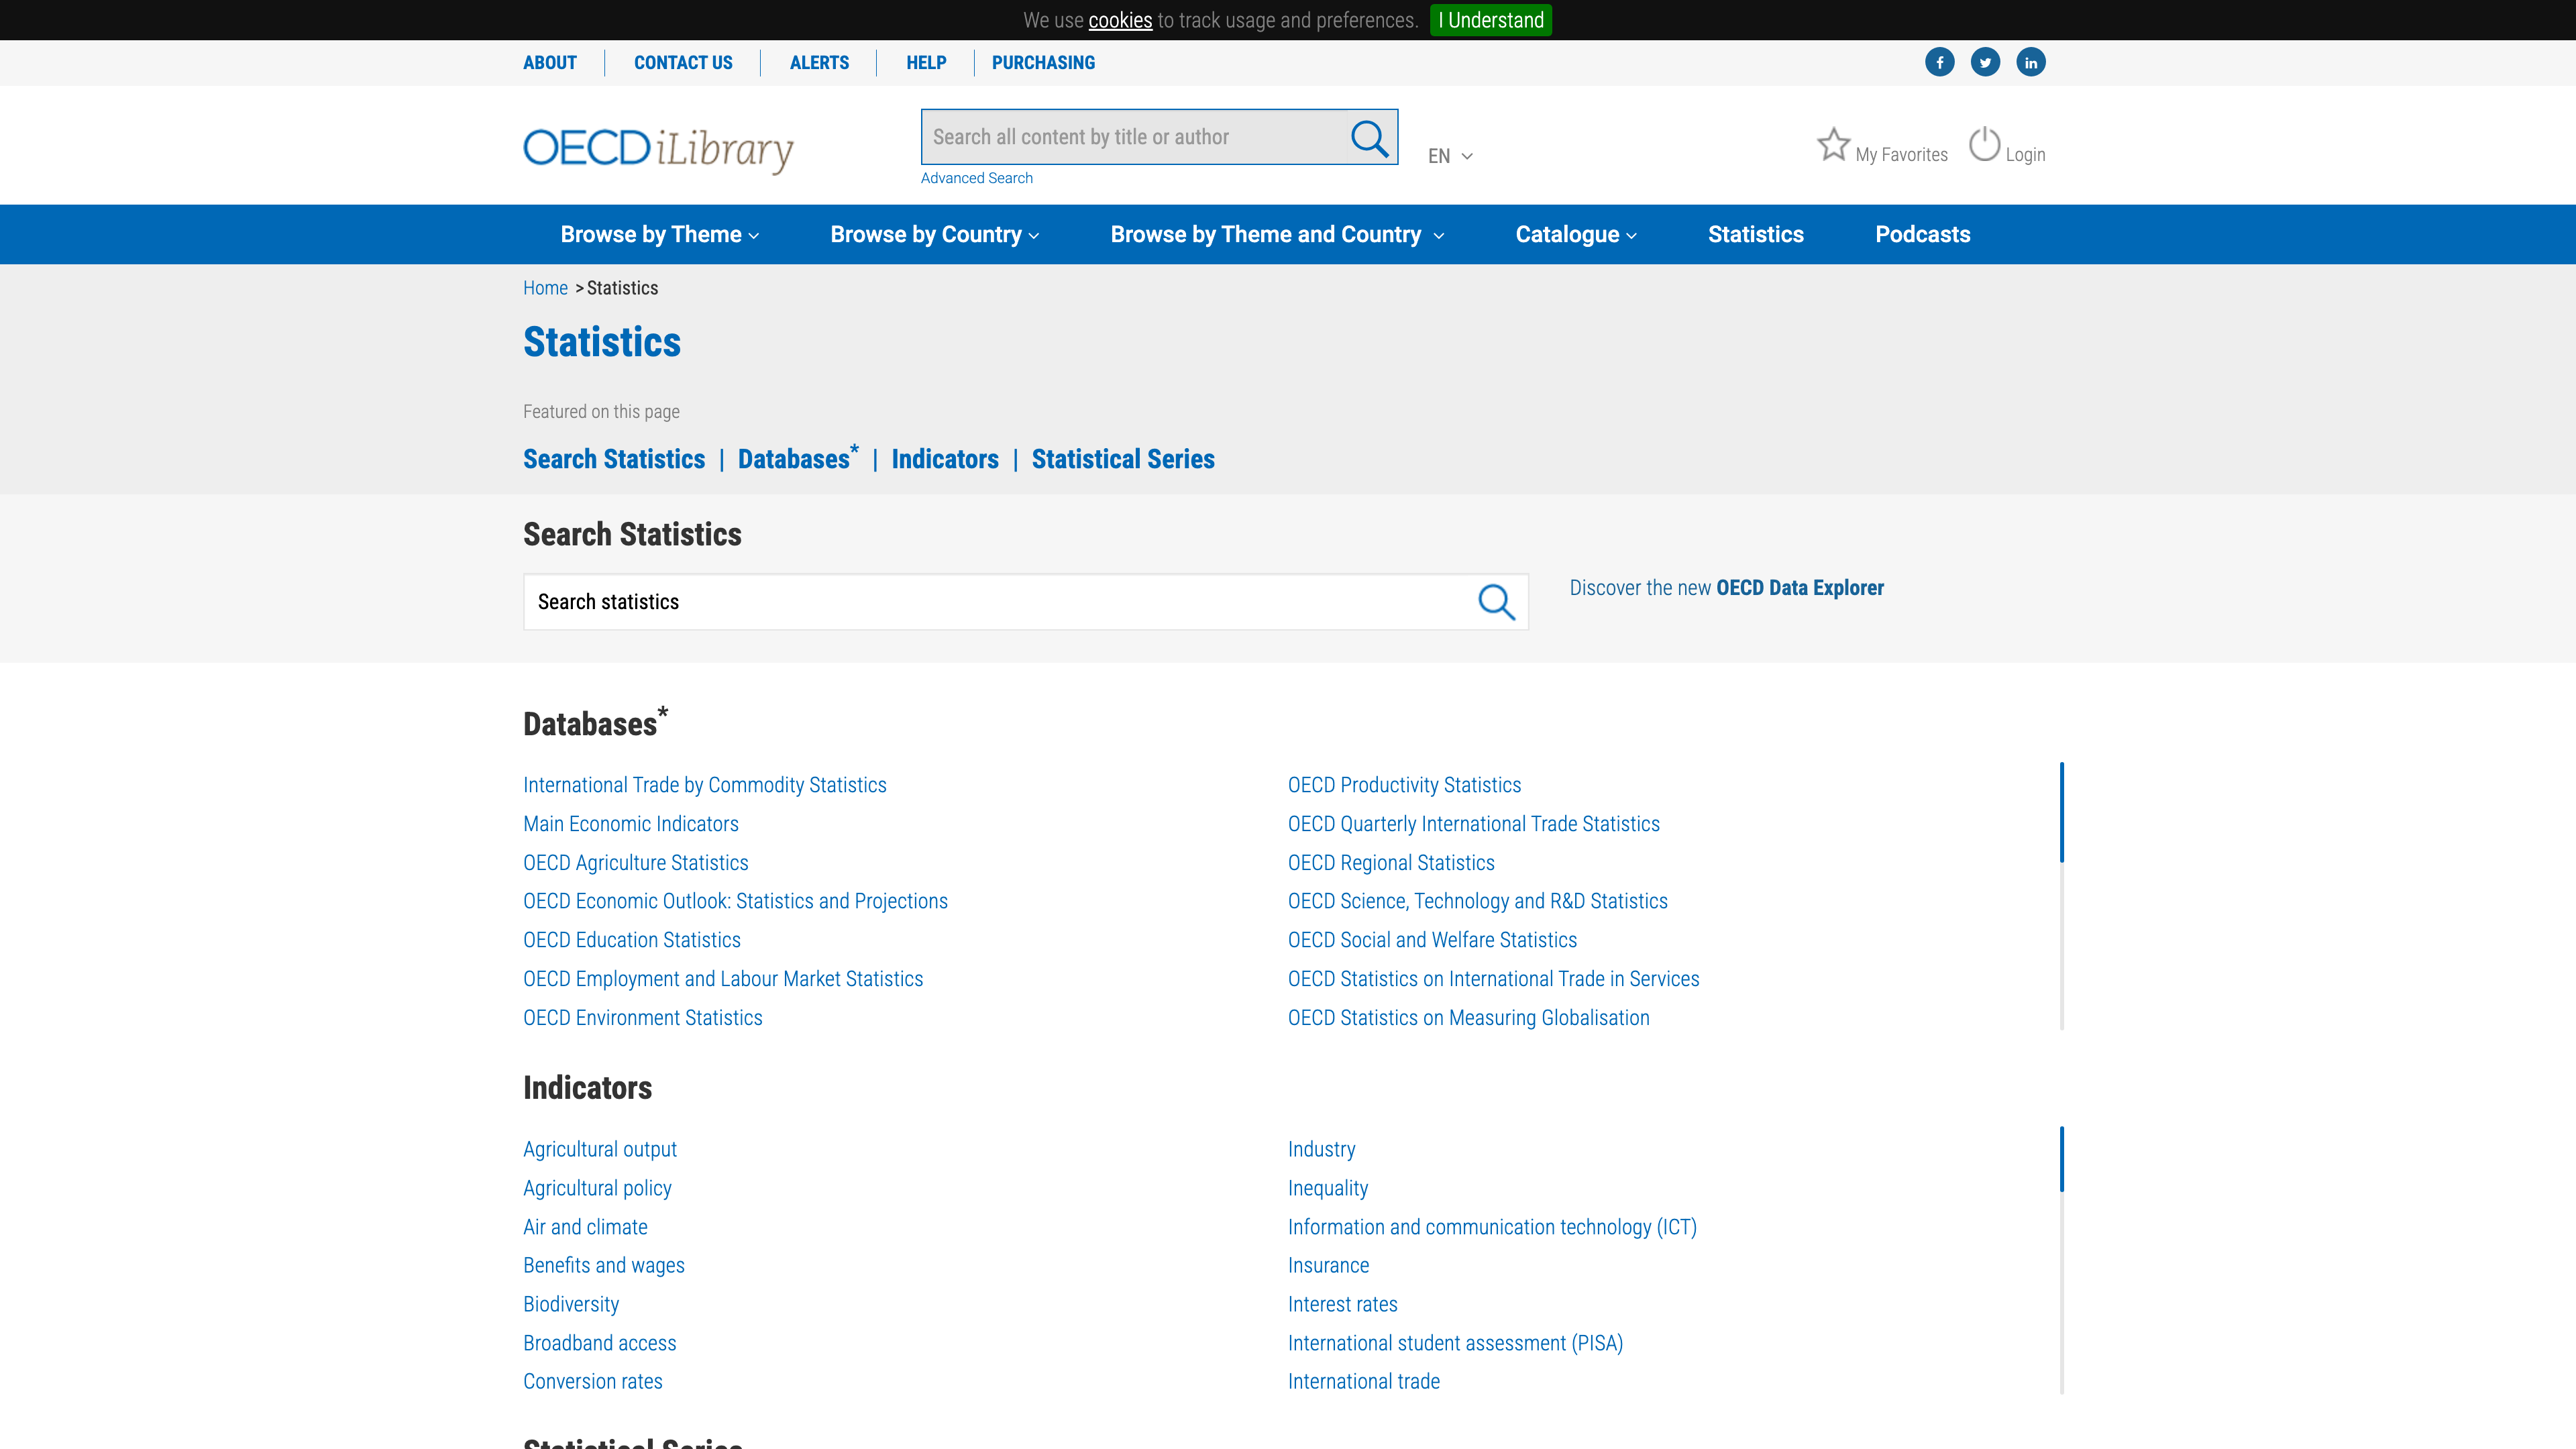 We use cookies to track usage and preferences. I Understand
ABOUT CONTACT US ALERTS HELP PURCHASING
OECD iLibrary
Search all content by title or author
Advanced Search
EN
My Favorites
Login
Browse by Theme Browse by Country Browse by Theme and Country Catalogue Statistics Podcasts
Home > Statistics
Statistics
Featured on this page
Search Statistics | Databases* | Indicators | Statistical Series
Search Statistics
Search statistics
Discover the new OECD Data Explorer
Databases*
International Trade by Commodity Statistics
Main Economic Indicators
OECD Agriculture Statistics
OECD Economic Outlook: Statistics and Projections
OECD Education Statistics
OECD Employment and Labour Market Statistics
OECD Environment Statistics
OECD Productivity Statistics
OECD Quarterly International Trade Statistics
OECD Regional Statistics
OECD Science, Technology and R&D Statistics
OECD Social and Welfare Statistics
OECD Statistics on International Trade in Services
OECD Statistics on Measuring Globalisation
Indicators
Agricultural output
Agricultural policy
Air and climate
Benefits and wages
Biodiversity
Broadband access
Conversion rates
Industry
Inequality
Information and communication technology (ICT)
Insurance
Interest rates
International student assessment (PISA)
International trade
Statistical Series